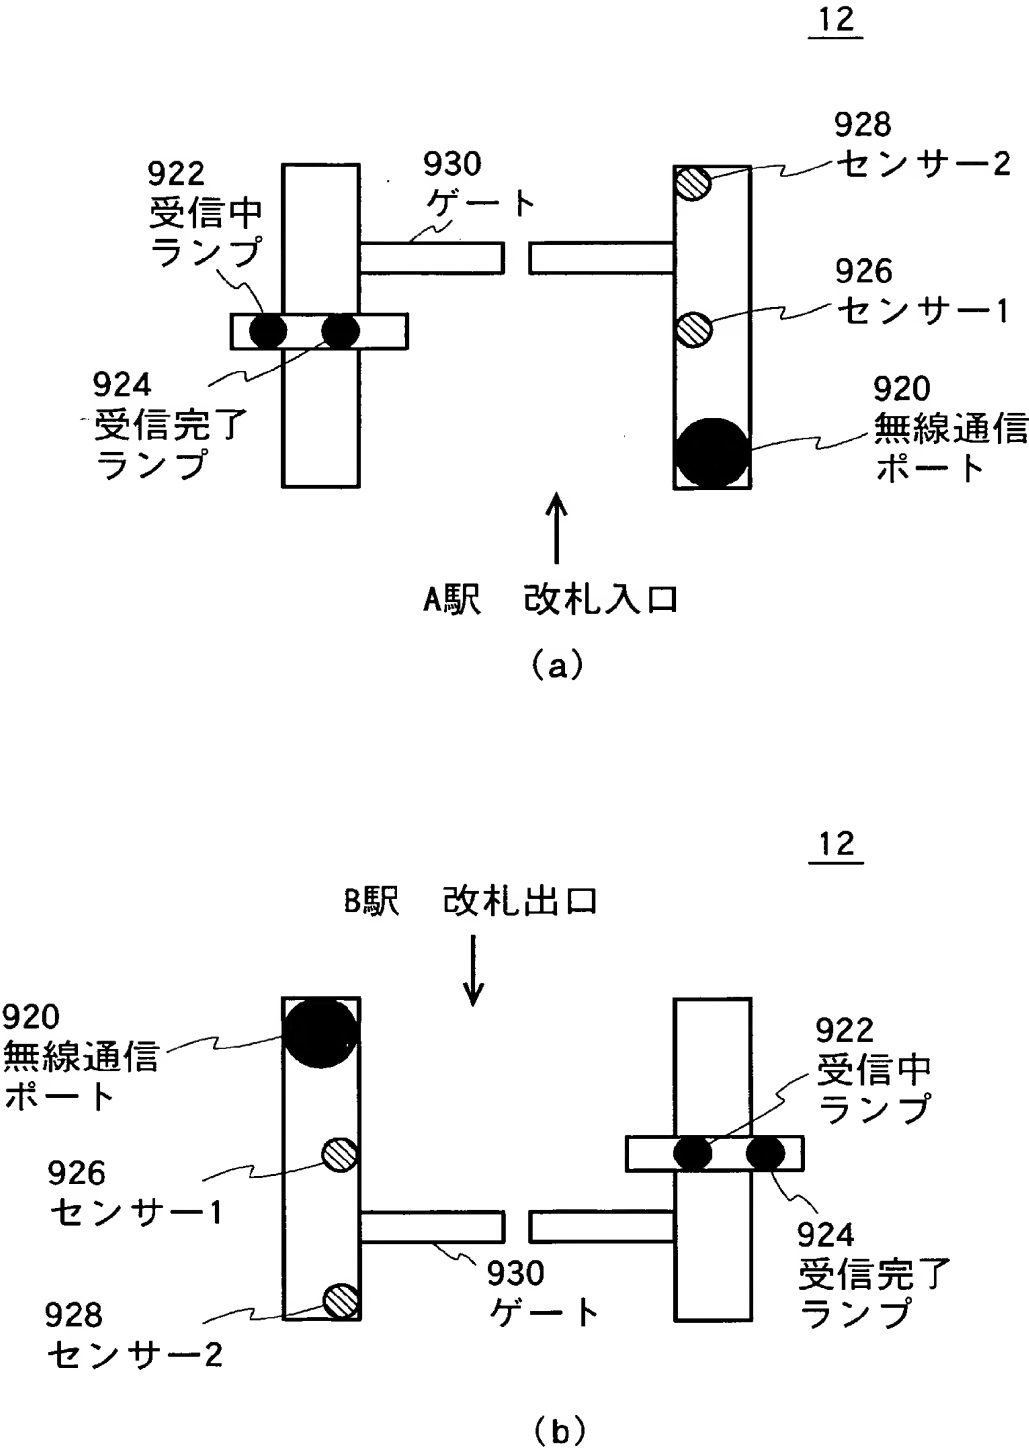 12
928
センサー2
930
ゲート
922
受信中
ランプ
926
センサー1
924
受信完了
ランプ
920
無線通信
ポート
A駅　改札入口
(a)
12
B駅　改札出口
920
無線通信
ポート
922
受信中
ランプ
926
センサー1
924
受信完了
ランプ
930
ゲート
928
センサー2
(b)